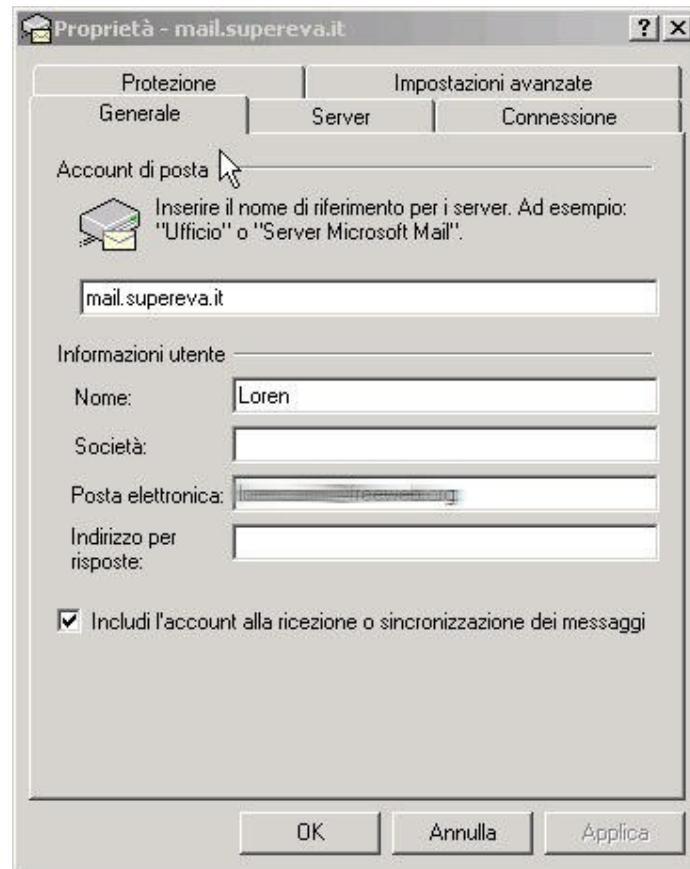 Proprietà - mail.supereva.it
Protezione
Impostazioni avanzate
Generale
Server
Connessione
Account di posta
Inserire il nome di riferimento per i server. Ad esempio:
"Ufficio" o "Server Microsoft Mail".
mail.supereva.it
Informazioni utente
Nome: Loren
Società:
Posta elettronica:
Indirizzo per
risposte:
Includi l'account alla ricezione o sincronizzazione dei messaggi
OK
Annulla
Applica